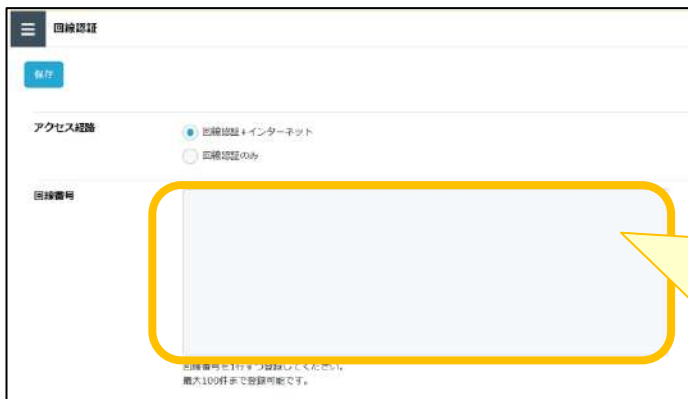 回線認証
保存
アクセス経路
回線認証+インターネット
回線認証のみ
回線番号
回線番号を1行ずつ登録してください。
最大100件まで登録可能です。